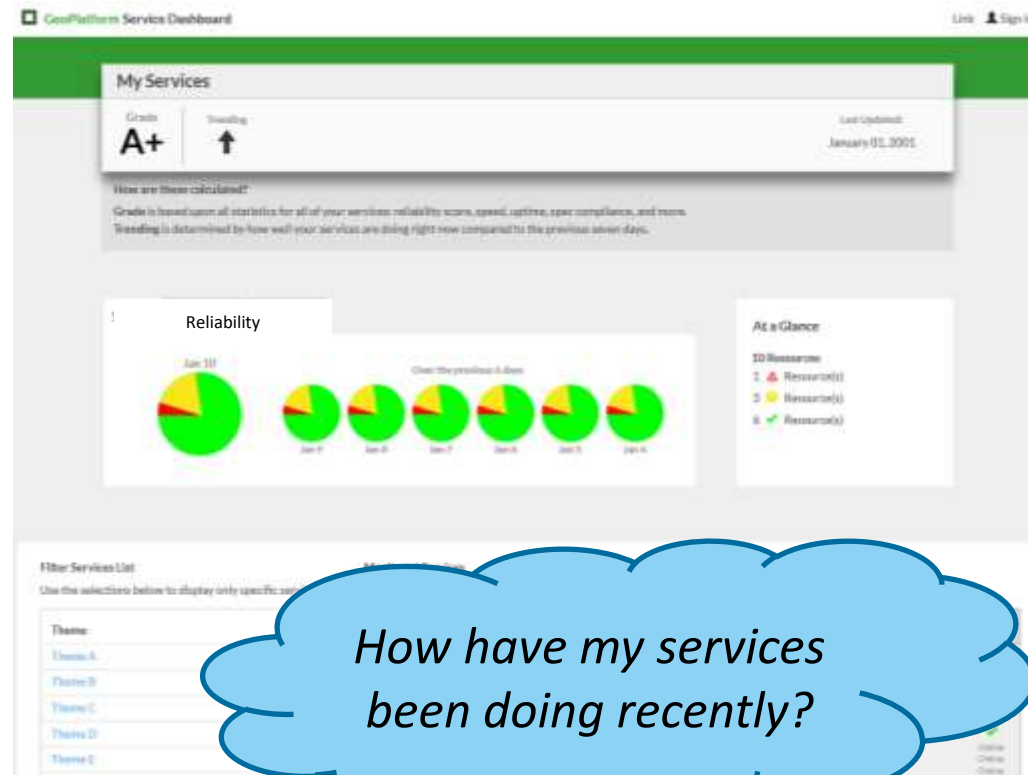 GeoPlatform Service Dashboard
Link Sign In
My Services
Grade
A+
Trending
Last Updated:
January 01, 2001
How are these calculated?
Grade is based upon all statistics for all of your services: reliability score, speed, uptime, spec compliance, and more.
Trending is determined by how well your services are doing right now compared to the previous seven days.
Reliability
Jan 10
Over the previous 6 days
Jan 9
Jan 8
Jan 7
Jan 6
Jan 5
Jan 4
At a Glance
10 Resources
1 Resource(s)
3 Resource(s)
6 Resource(s)
Filter Services List
Use the selections below to display only specific
Theme
Theme A
Theme B
Theme C
Theme D
Theme E
How have my services
been doing recently?
Online
Online
Online